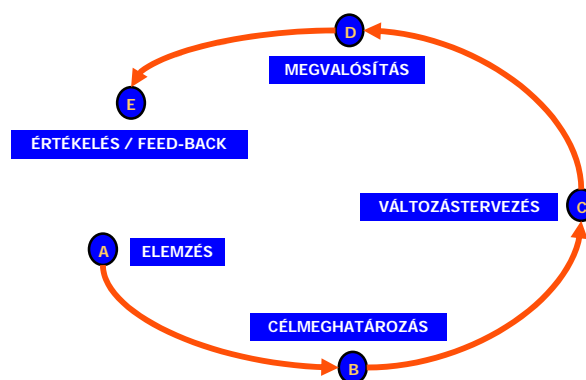 D
MEGVALÓSÍTÁS
E
ÉRTÉKELÉS / FEED-BACK
VÁLTOZÁSTERVEZÉS
C
A
ELEMZÉS
CÉLMEGHATÁROZÁS
B